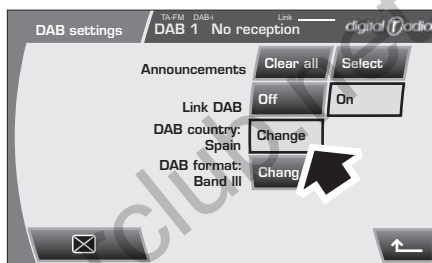 TA-FM DAB-i Link
DAB settings DAB 1 No reception digital radio
Announcements Clear all Select
Link DAB Off On
DAB country:
Spain Change
DAB format:
Band III Chang